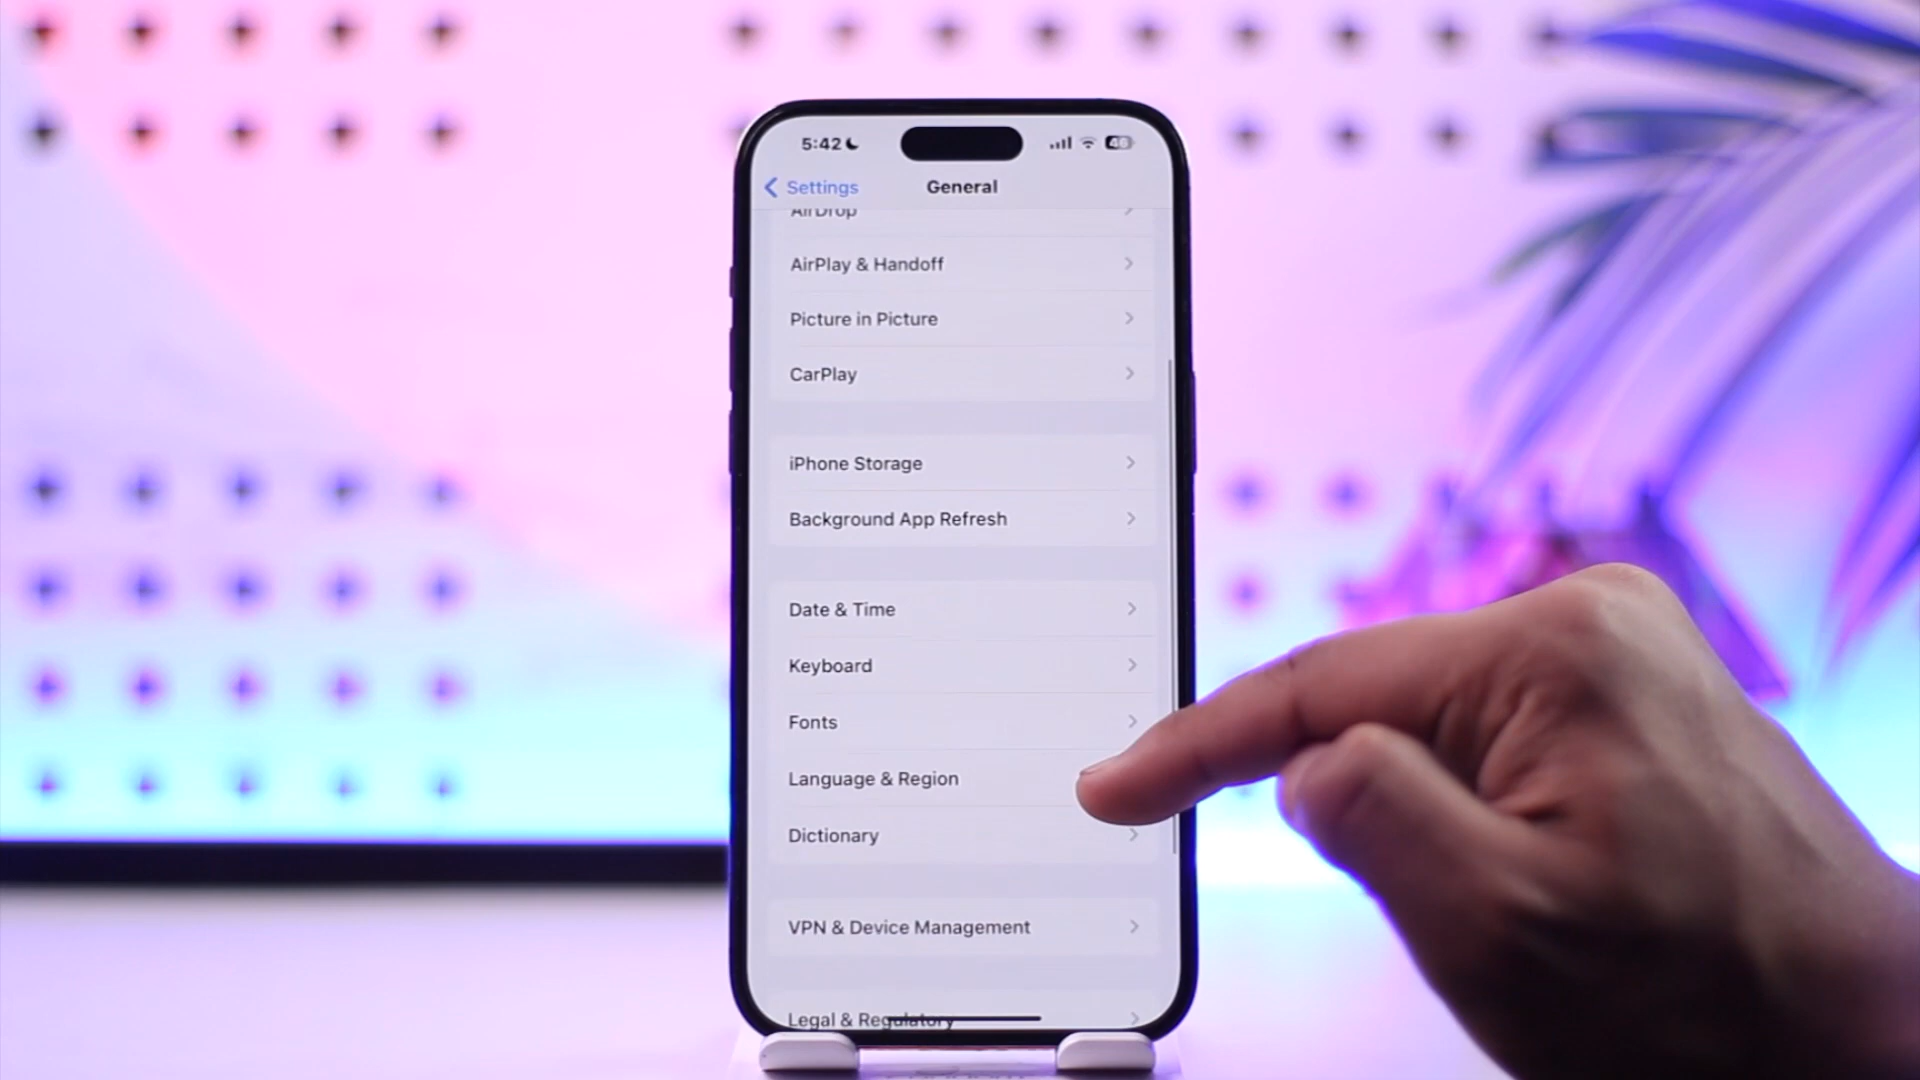 5:42
46
Settings
General
AirDrop
AirPlay & Handoff
Picture in Picture
CarPlay
iPhone Storage
Background App Refresh
Date & Time
Keyboard
Fonts
Language & Region
Dictionary
VPN & Device Management
Legal & Regulatory